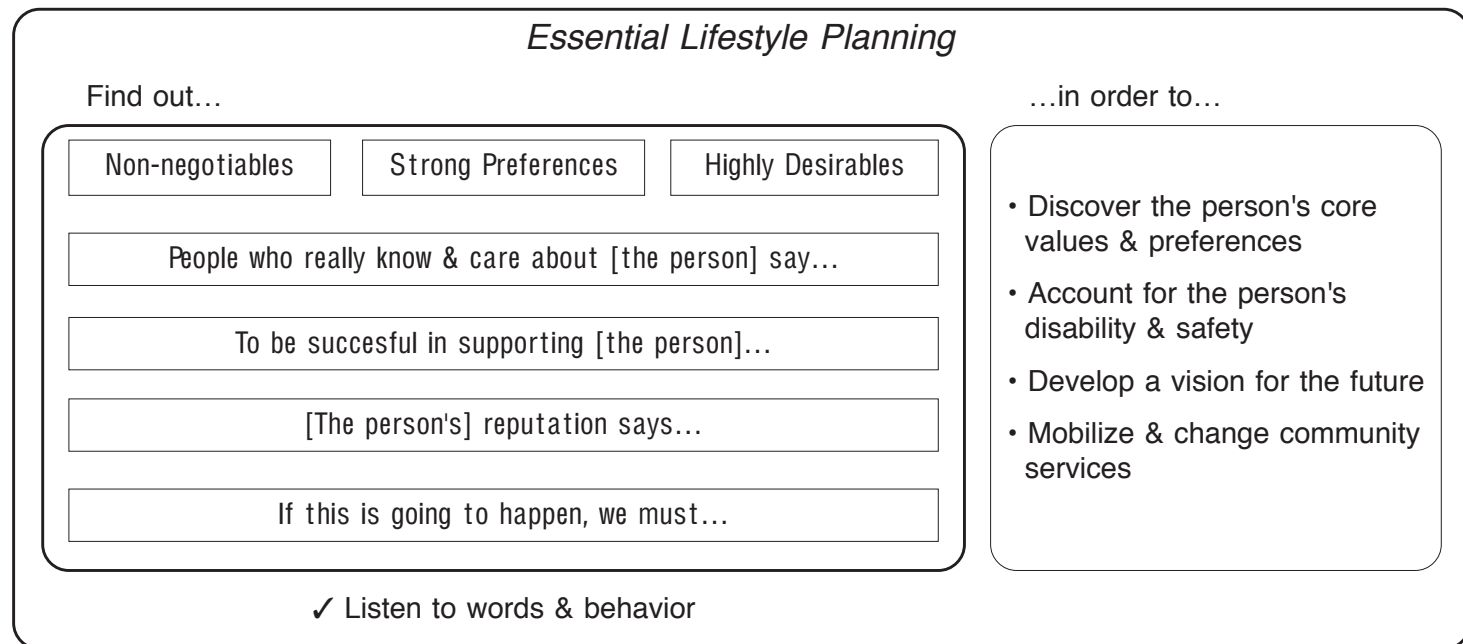 Essential Lifestyle Planning
Find out…
…in order to…
Non-negotiables
Strong Preferences
Highly Desirables
People who really know & care about [the person] say…
To be succesful in supporting [the person]…
[The person's] reputation says…
If this is going to happen, we must…
• Discover the person's core
values & preferences
• Account for the person's
disability & safety
• Develop a vision for the future
• Mobilize & change community
services
✓ Listen to words & behavior